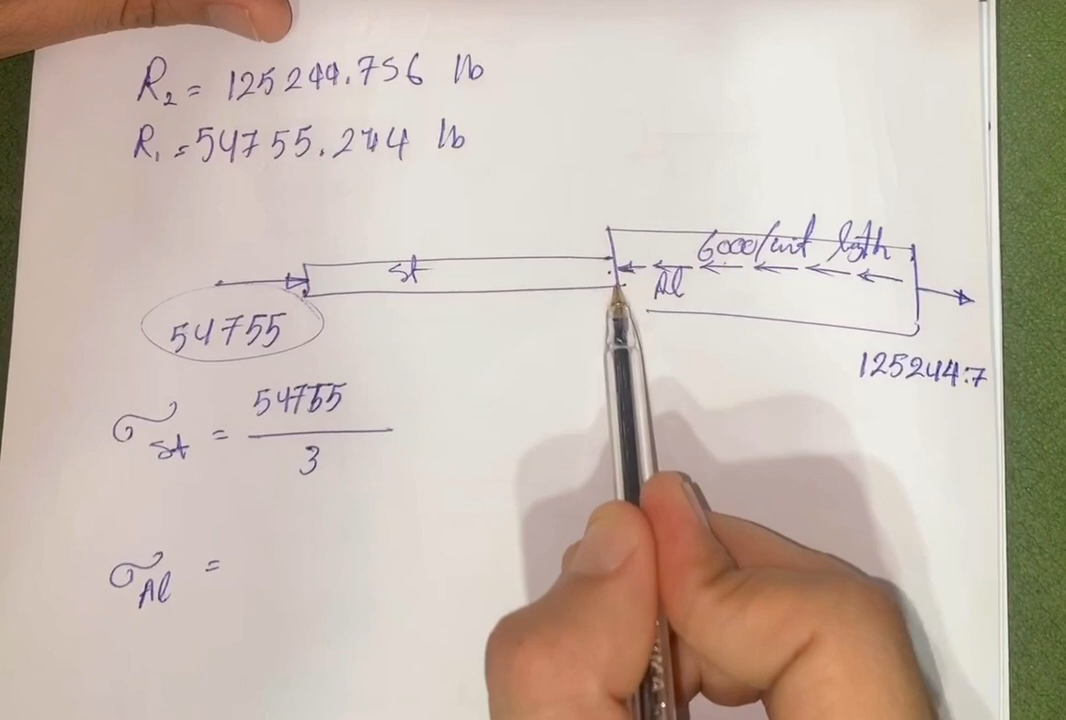 R₂ = 125244.756 lb
R₁ = 54755.244 lb
6000/unit legth
st
Al
54755
125244.7
σst = 54755 / 3
σAl =